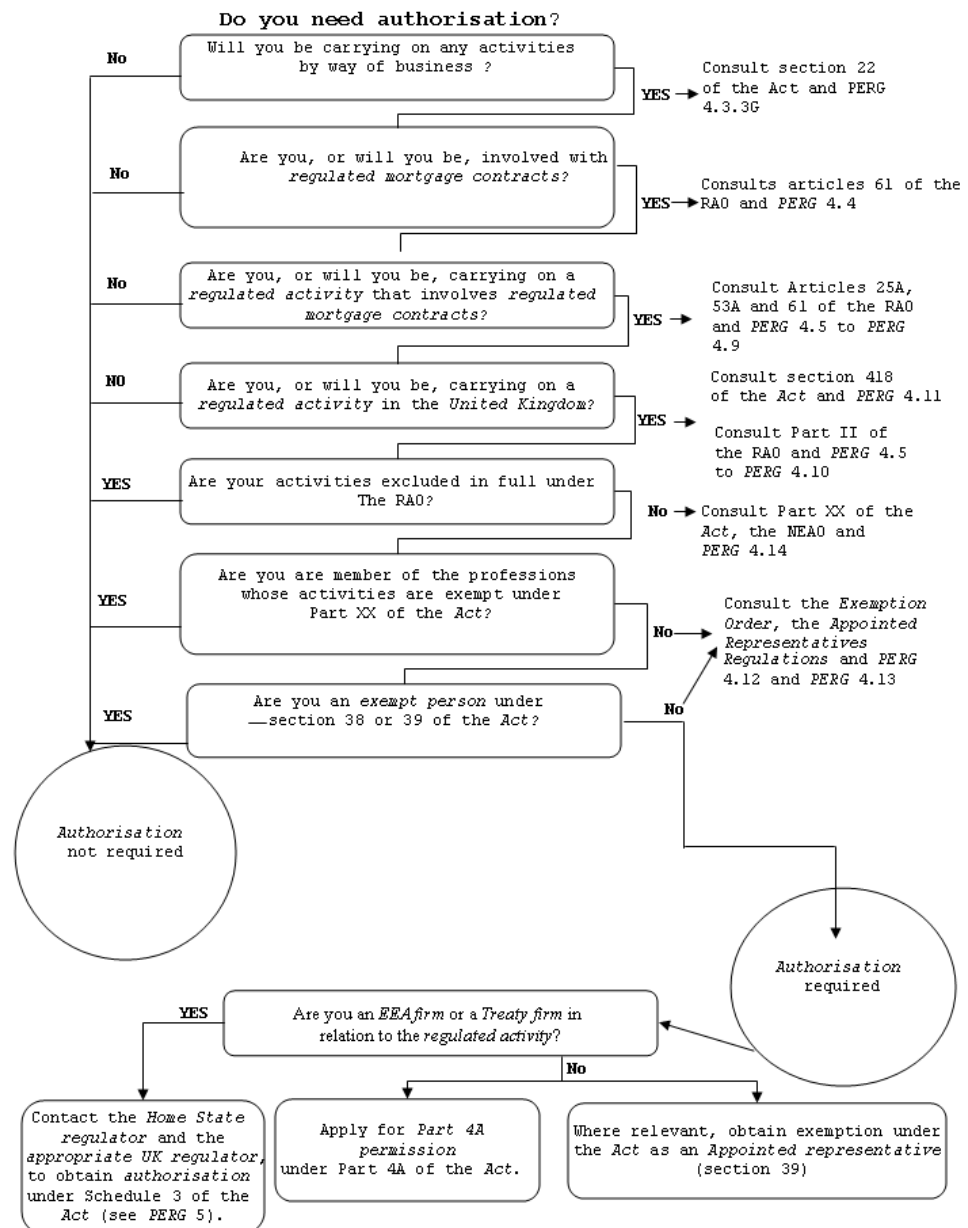 Do you need authorisation?
Will you be carrying on any activities
by way of business ?
No
YES
Consult section 22
of the Act and PERG
4.3.3G
Are you, or will you be, involved with
regulated mortgage contracts?
No
YES
Consults articles 61 of the
RAO and PERG 4.4
Are you, or will you be, carrying on a
regulated activity that involves regulated
mortgage contracts?
No
YES
Consult Articles 25A,
53A and 61 of the RAO
and PERG 4.5 to PERG
4.9
Are you, or will you be, carrying on a
regulated activity in the United Kingdom?
NO
YES
Consult section 418
of the Act and PERG 4.11
Consult Part II of
the RAO and PERG 4.5
to PERG 4.10
Are your activities excluded in full under
The RAO?
YES
No
Consult Part XX of the
Act, the NEAO and
PERG 4.14
Are you are member of the professions
whose activities are exempt under
Part XX of the Act?
YES
No
Consult the Exemption
Order, the Appointed
Representatives
Regulations and PERG
4.12 and PERG 4.13
Are you an exempt person under
section 38 or 39 of the Act?
YES
No
Authorisation
not required
Authorisation
required
Are you an EEA firm or a Treaty firm in
relation to the regulated activity?
YES
No
Contact the Home State
regulator and the
appropriate UK regulator,
to obtain authorisation
under Schedule 3 of the
Act (see PERG 5).
Apply for Part 4A
permission
under Part 4A of the Act.
Where relevant, obtain exemption under
the Act as an Appointed representative
(section 39)